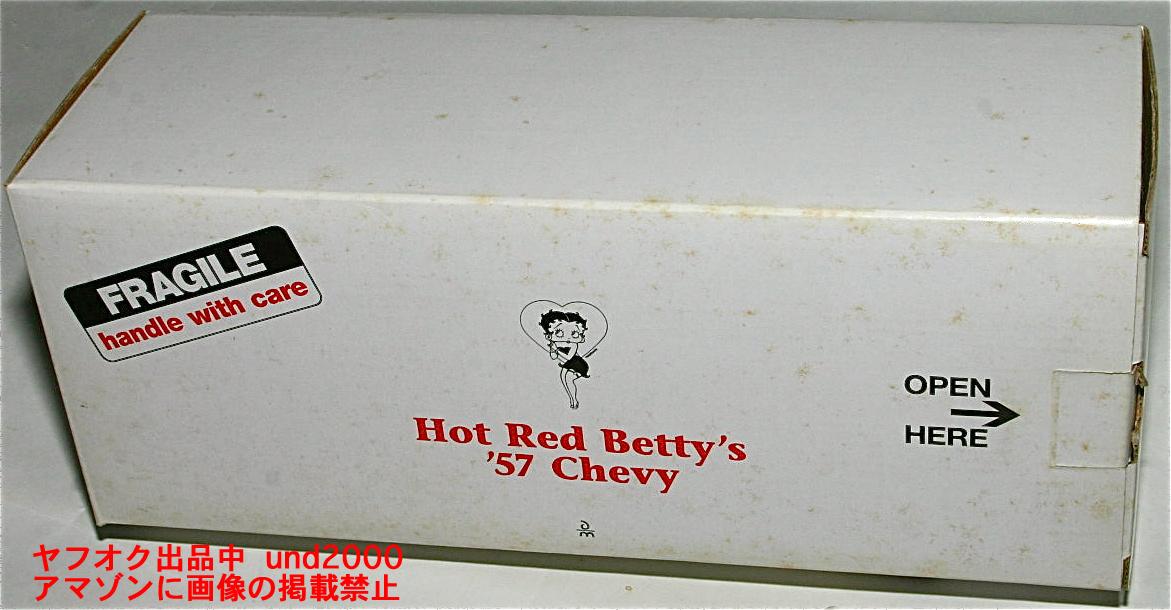 FRAGILE
handle with care
Hot Red Betty's
'57 Chevy
OPEN
HERE
ヤフオク出品中 und2000
アマゾンに画像の掲載禁止